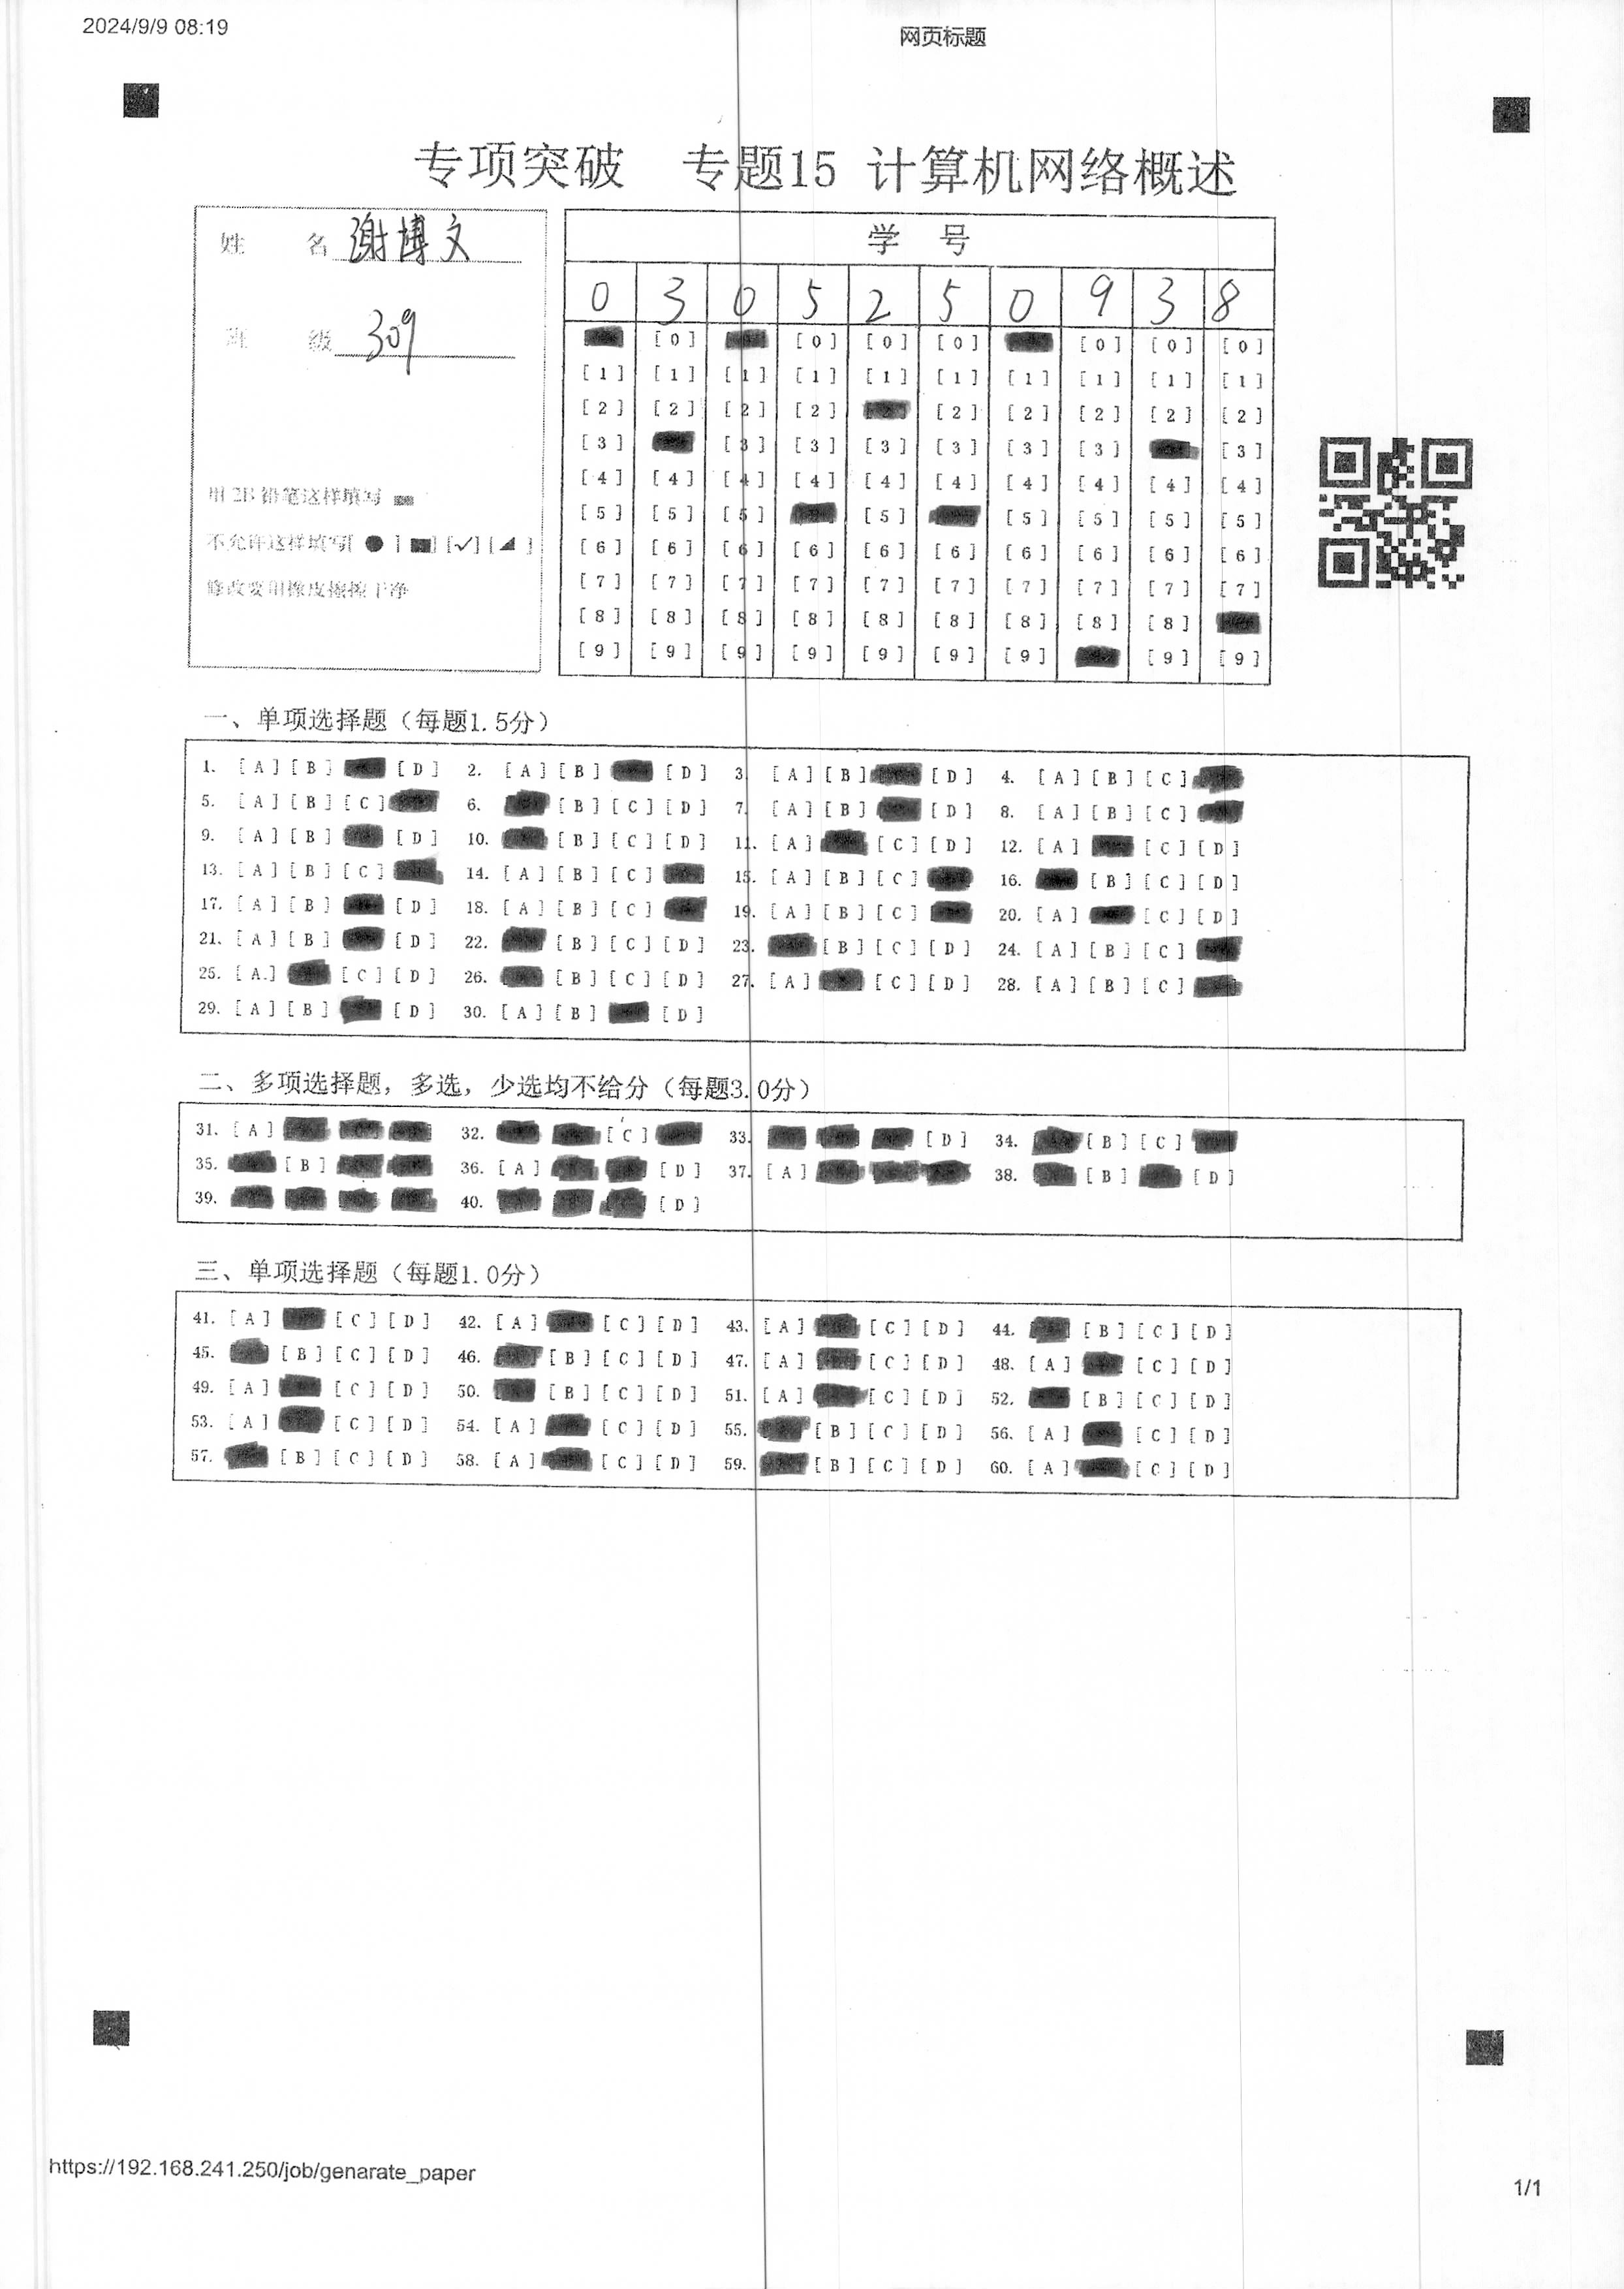 2024/9/9 08:19
网页标题
专项突破 专题15 计算机网络概述
姓 名 谢博文
班 级 309
用2B铅笔这样填写
不允许这样填写[●] [■] [✓] [◢]
修改要用橡皮擦擦干净
学 号
0 3 0 5 2 5 0 9 3 8
[0] [0] [0] [0] [0] [0] [0]
[1] [1] [1] [1] [1] [1] [1] [1] [1] [1]
[2] [2] [2] [2] [2] [2] [2] [2] [2]
[3] [3] [3] [3] [3] [3] [3] [3]
[4] [4] [4] [4] [4] [4] [4] [4] [4] [4]
[5] [5] [5] [5] [5] [5] [5] [5]
[6] [6] [6] [6] [6] [6] [6] [6] [6] [6]
[7] [7] [7] [7] [7] [7] [7] [7] [7] [7]
[8] [8] [8] [8] [8] [8] [8] [8] [8]
[9] [9] [9] [9] [9] [9] [9] [9] [9]
一、单项选择题（每题1.5分）
1. [A] [B] [D] 2. [A] [B] [D] 3. [A] [B] [D] 4. [A] [B] [C]
5. [A] [B] [C] 6. [B] [C] [D] 7. [A] [B] [D] 8. [A] [B] [C]
9. [A] [B] [D] 10. [B] [C] [D] 11. [A] [C] [D] 12. [A] [C] [D]
13. [A] [B] [C] 14. [A] [B] [C] 15. [A] [B] [C] 16. [B] [C] [D]
17. [A] [B] [D] 18. [A] [B] [C] 19. [A] [B] [C] 20. [A] [C] [D]
21. [A] [B] [D] 22. [B] [C] [D] 23. [B] [C] [D] 24. [A] [B] [C]
25. [A] [C] [D] 26. [B] [C] [D] 27. [A] [C] [D] 28. [A] [B] [C]
29. [A] [B] [D] 30. [A] [B] [D]
二、多项选择题，多选，少选均不给分（每题3.0分）
31. [A] 32. [C] 33. [D] 34. [B] [C]
35. [B] 36. [A] [D] 37. [A] 38. [B] [D]
39. 40. [D]
三、单项选择题（每题1.0分）
41. [A] [C] [D] 42. [A] [C] [D] 43. [A] [C] [D] 44. [B] [C] [D]
45. [B] [C] [D] 46. [B] [C] [D] 47. [A] [C] [D] 48. [A] [C] [D]
49. [A] [C] [D] 50. [B] [C] [D] 51. [A] [C] [D] 52. [B] [C] [D]
53. [A] [C] [D] 54. [A] [C] [D] 55. [B] [C] [D] 56. [A] [C] [D]
57. [B] [C] [D] 58. [A] [C] [D] 59. [B] [C] [D] 60. [A] [C] [D]
https://192.168.241.250/job/genarate_paper
1/1